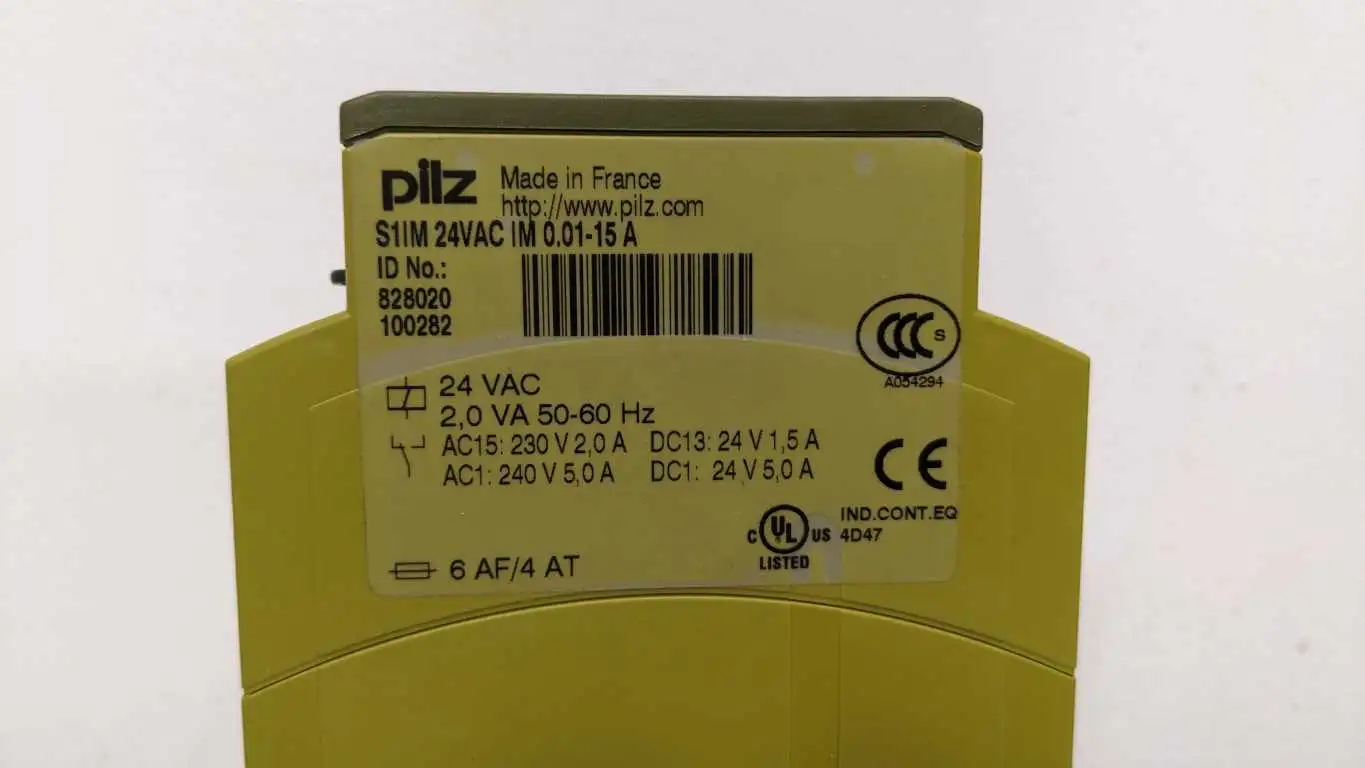 pilz Made in France
http://www.pilz.com
S1IM 24VAC IM 0.01-15 A
ID No.:
828020
100282
CCC S
A054294
24 VAC
2,0 VA 50-60 Hz
AC15: 230 V 2,0 A DC13: 24 V 1,5 A
AC1: 240 V 5,0 A DC1: 24 V 5,0 A
CE
C UL US IND.CONT.EQ
4D47
LISTED
6 AF/4 AT